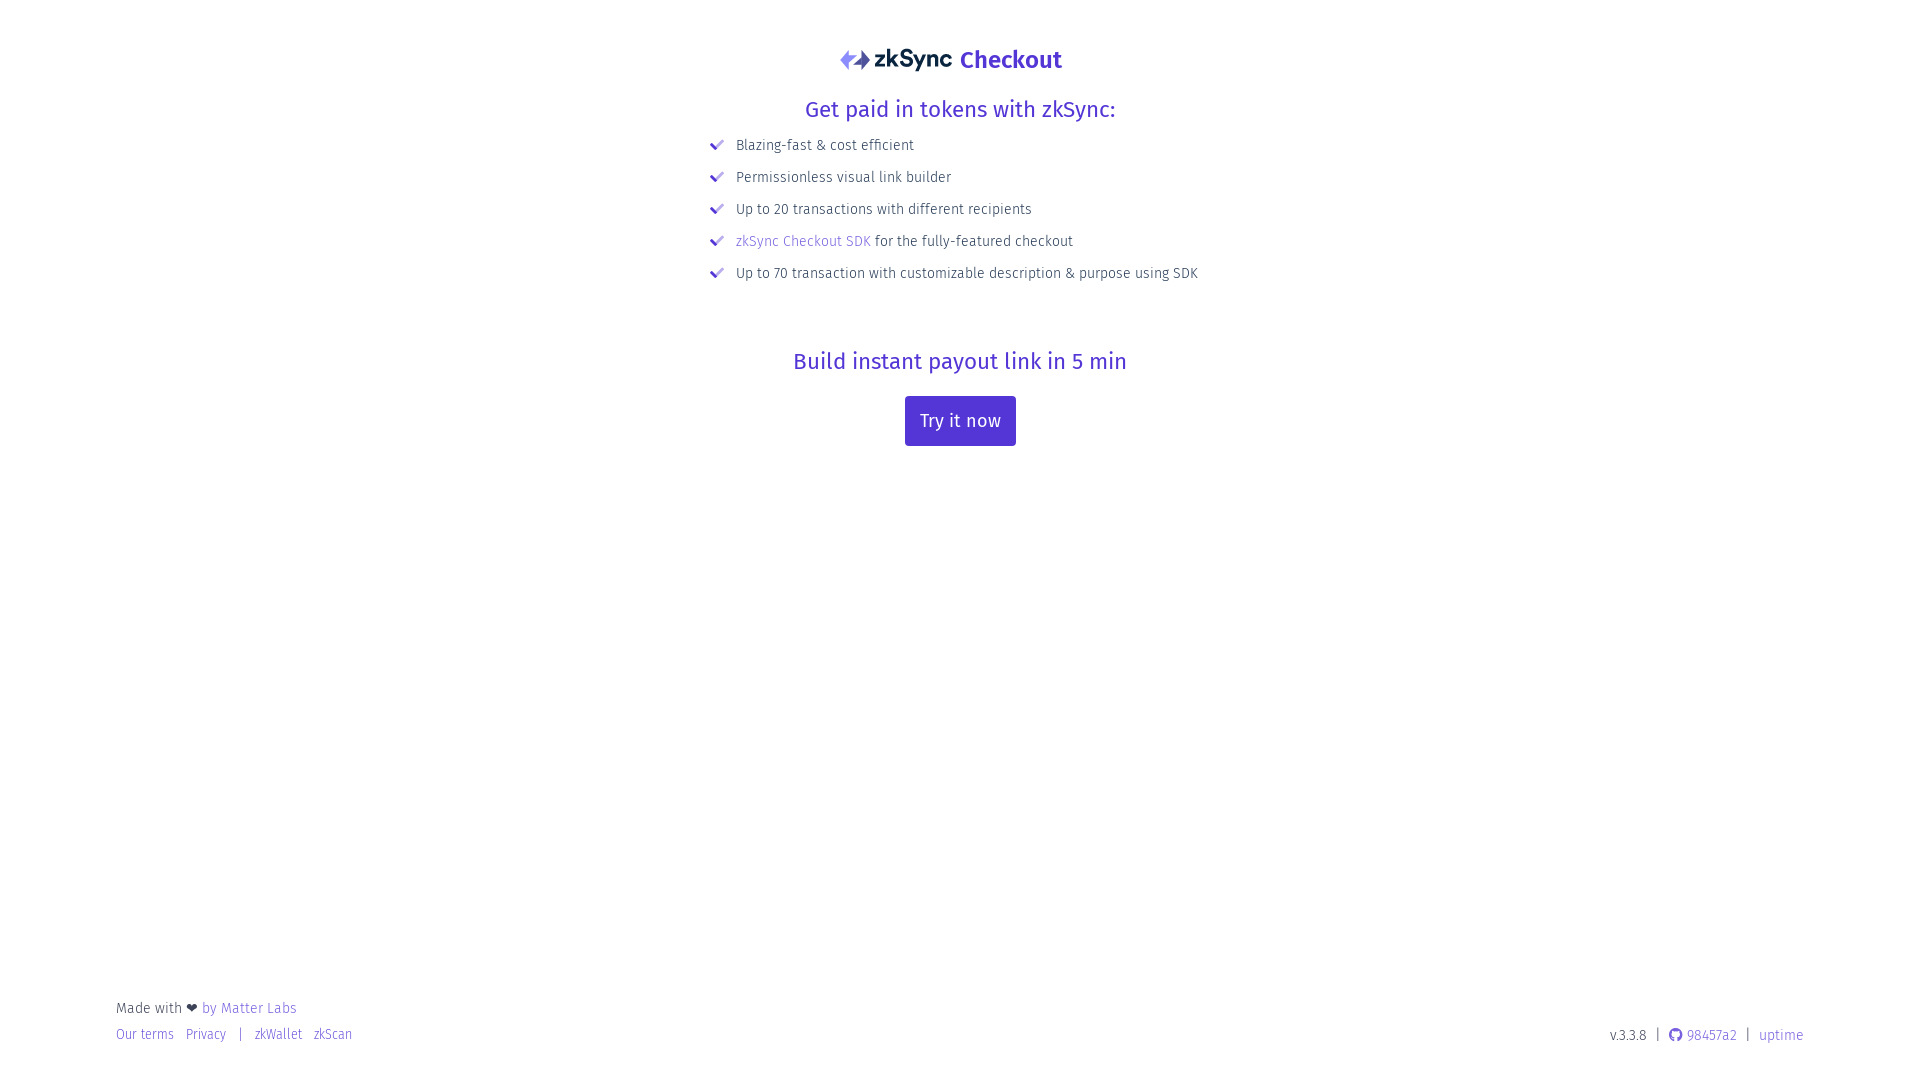 zkSync Checkout
Get paid in tokens with zkSync:
Blazing-fast & cost efficient
Permissionless visual link builder
Up to 20 transactions with different recipients
zkSync Checkout SDK for the fully-featured checkout
Up to 70 transaction with customizable description & purpose using SDK
Build instant payout link in 5 min
Try it now
Made with ❤ by Matter Labs
Our terms Privacy | zkWallet zkScan
v.3.3.8 | 98457a2 | uptime